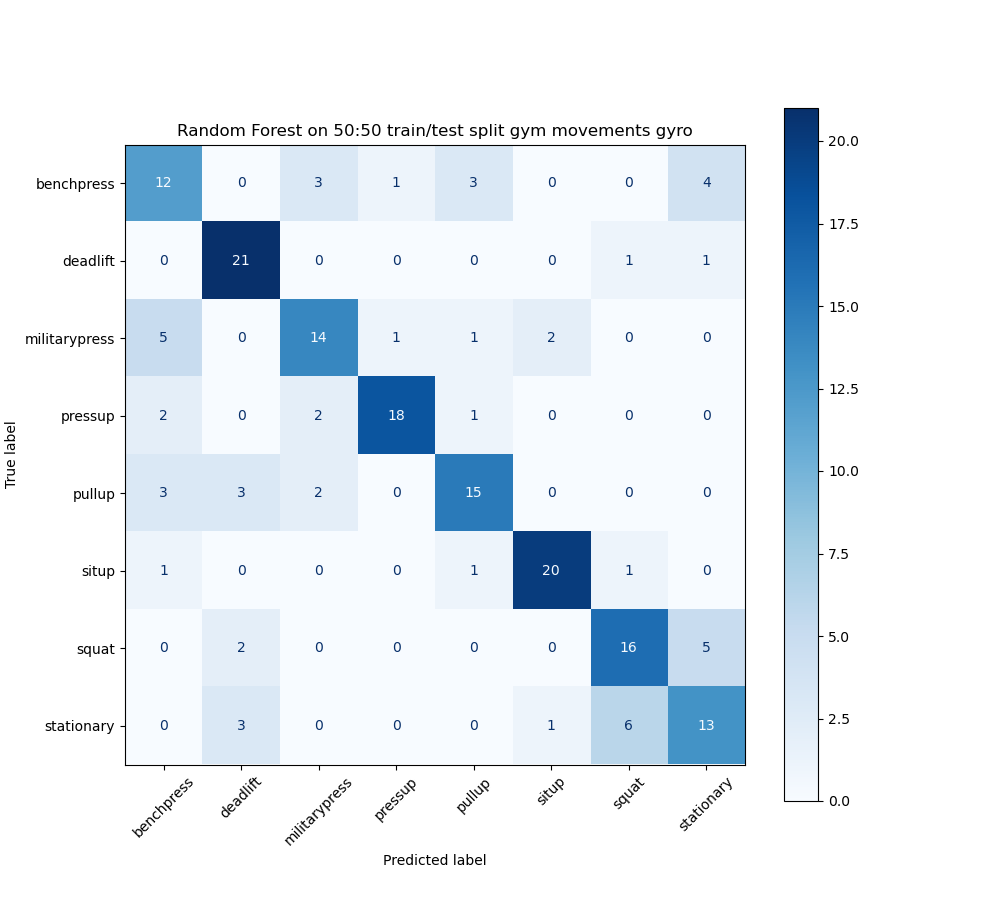 Random Forest on 50:50 train/test split gym movements gyro
benchpress 12 0 3 1 3 0 0 4
deadlift 0 21 0 0 0 0 1 1
militarypress 5 0 14 1 1 2 0 0
pressup 2 0 2 18 1 0 0 0
pullup 3 3 2 0 15 0 0 0
situp 1 0 0 0 1 20 1 0
squat 0 2 0 0 0 0 16 5
stationary 0 3 0 0 0 1 6 13
True label
benchpress deadlift militarypress pressup pullup situp squat stationary
Predicted label
20.0
17.5
15.0
12.5
10.0
7.5
5.0
2.5
0.0